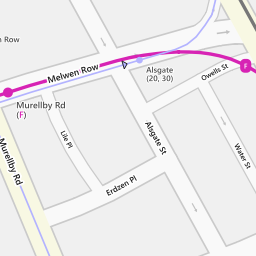 en Row
Melwen Row
Alsgate
(20, 30)
Owells St
F
Murellby Rd
(F)
Lile Pl
Alsgate St
Water St
Murellby Rd
Erdzen Pl